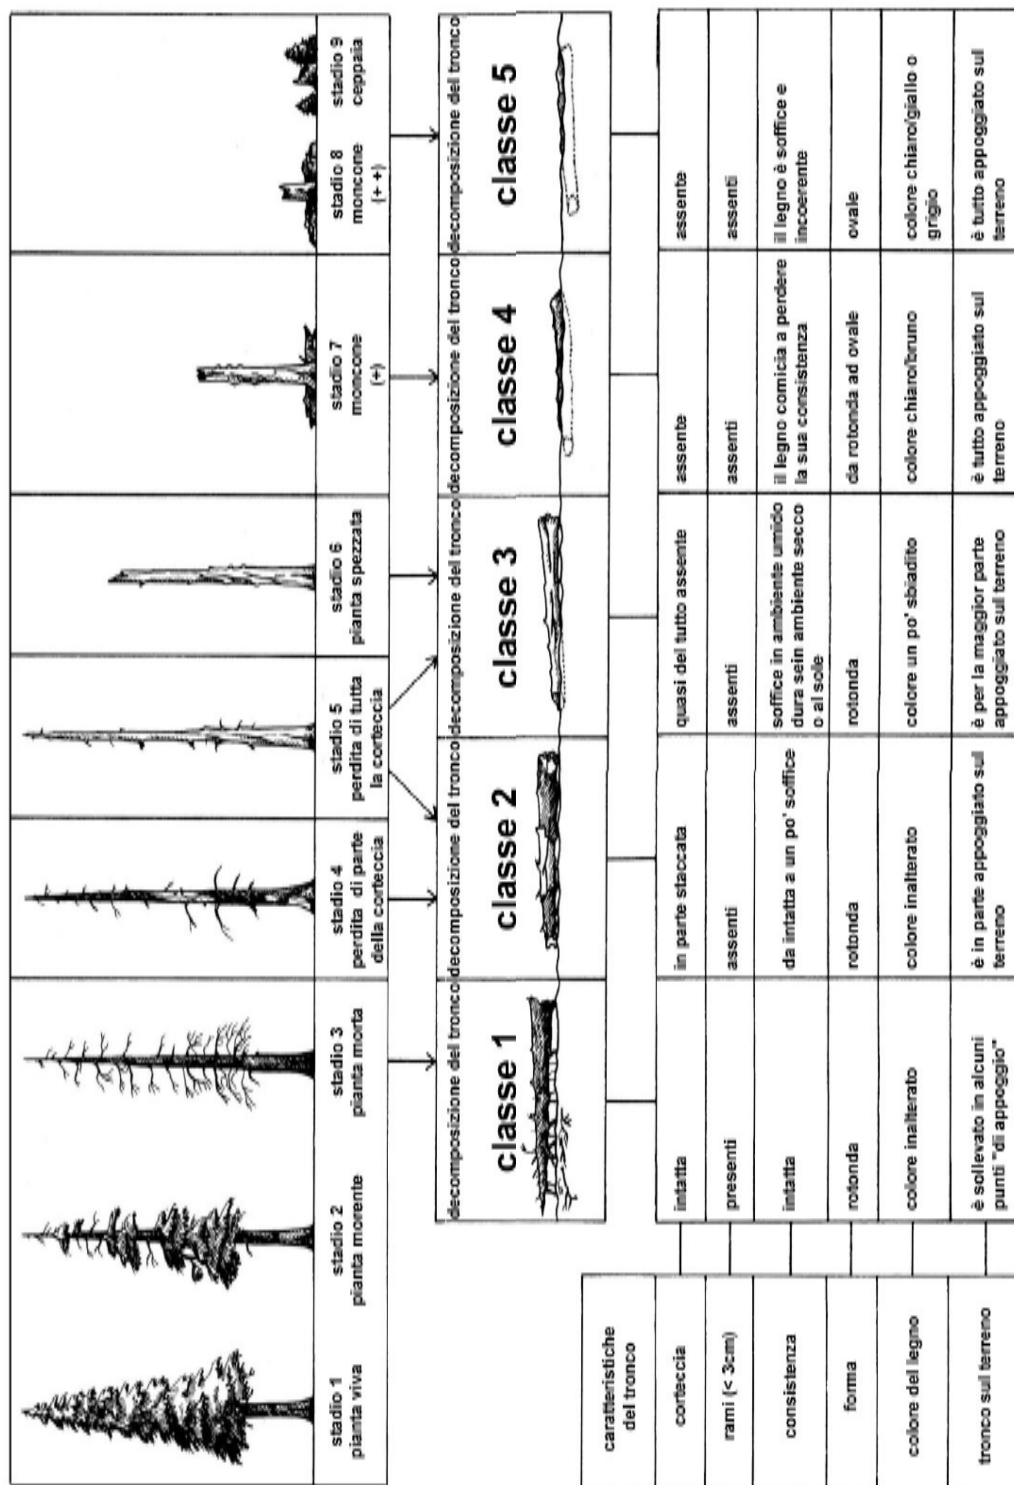 stadio 1
pianta viva
stadio 2
pianta morente
stadio 3
pianta morta
stadio 4
perdita di parte
della corteccia
stadio 5
perdita di tutta
la corteccia
stadio 6
pianta spezzata
stadio 7
moncone
(+)
stadio 8
moncone
(+ +)
stadio 9
ceppaia
decomposizione del tronco
classe 1
decomposizione del tronco
classe 2
decomposizione del tronco
classe 3
decomposizione del tronco
classe 4
decomposizione del tronco
classe 5
caratteristiche
del tronco
corteccia
intatta
in parte staccata
quasi del tutto assente
assente
assente
rami (< 3cm)
presenti
assenti
assenti
assenti
assenti
consistenza
intatta
da intatta a un po' soffice
soffice in ambiente umido
dura sein ambiente secco
o al sole
il legno comicia a perdere
la sua consistenza
il legno è soffice e
incoerente
forma
rotonda
rotonda
rotonda
da rotonda ad ovale
ovale
colore del legno
colore inalterato
colore inalterato
colore un po' sbiadito
colore chiaro/bruno
colore chiaro/giallo o
grigio
tronco sul terreno
è sollevato in alcuni
punti "di appoggio"
è in parte appoggiato sul
terreno
è per la maggior parte
appoggiato sul terreno
è tutto appoggiato sul
terreno
è tutto appoggiato sul
terreno